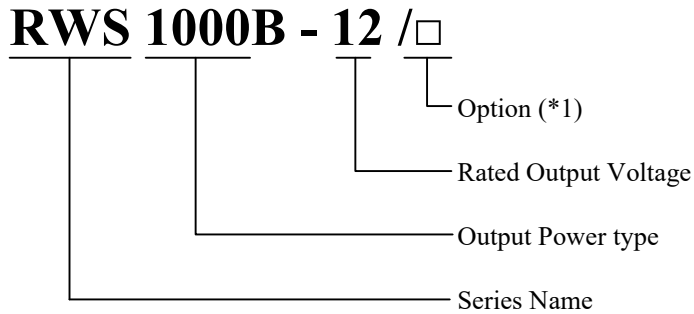 RWS 1000B - 12 /□
Option (*1)
Rated Output Voltage
Output Power type
Series Name